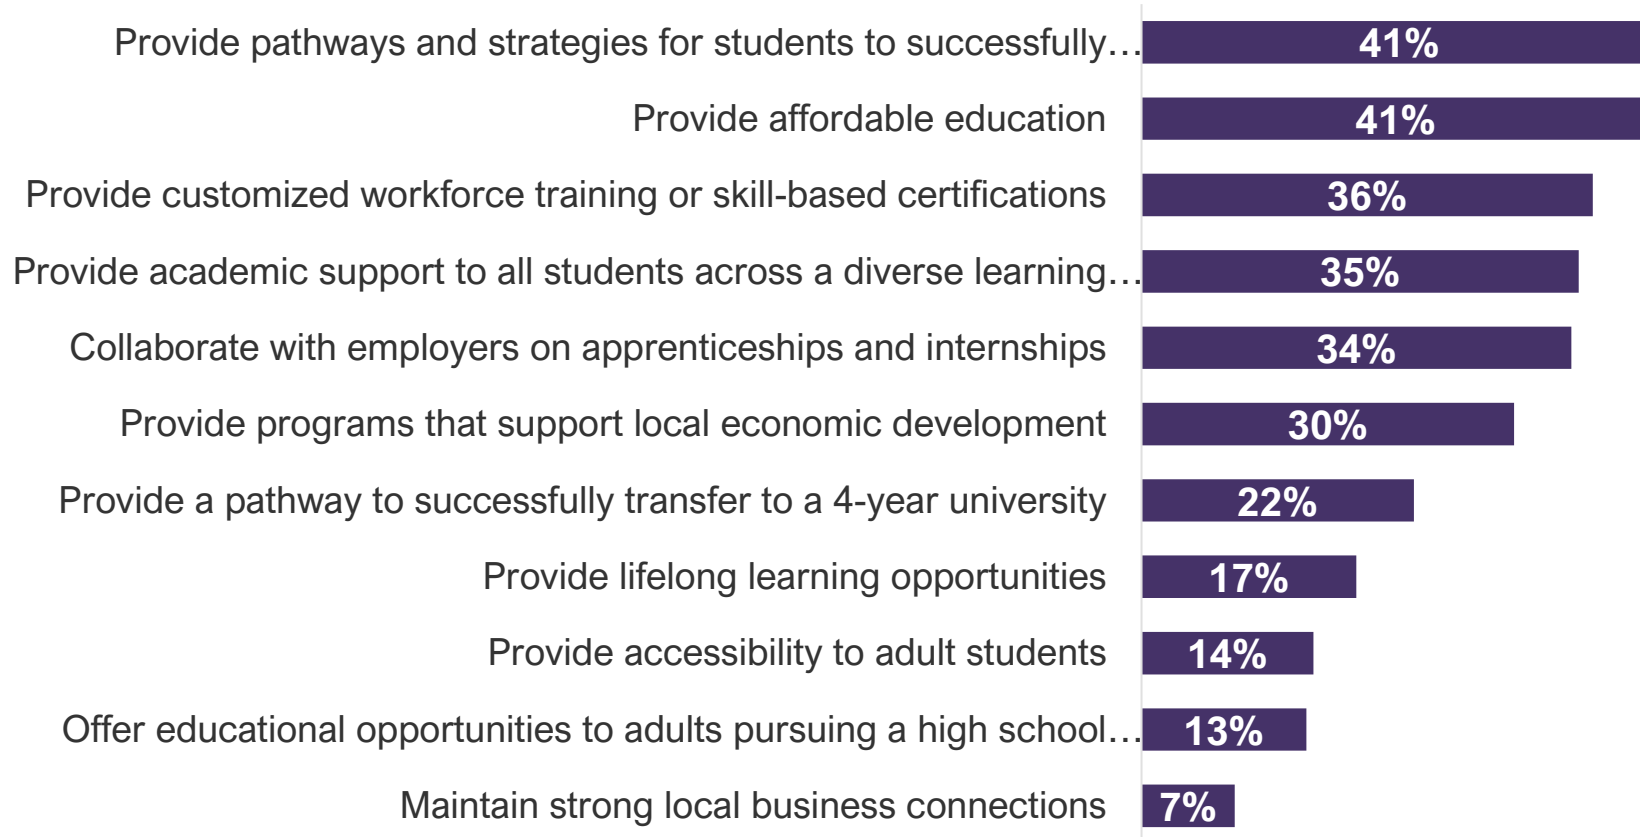 Provide pathways and strategies for students to successfully… 41%
Provide affordable education 41%
Provide customized workforce training or skill-based certifications 36%
Provide academic support to all students across a diverse learning… 35%
Collaborate with employers on apprenticeships and internships 34%
Provide programs that support local economic development 30%
Provide a pathway to successfully transfer to a 4-year university 22%
Provide lifelong learning opportunities 17%
Provide accessibility to adult students 14%
Offer educational opportunities to adults pursuing a high school… 13%
Maintain strong local business connections 7%